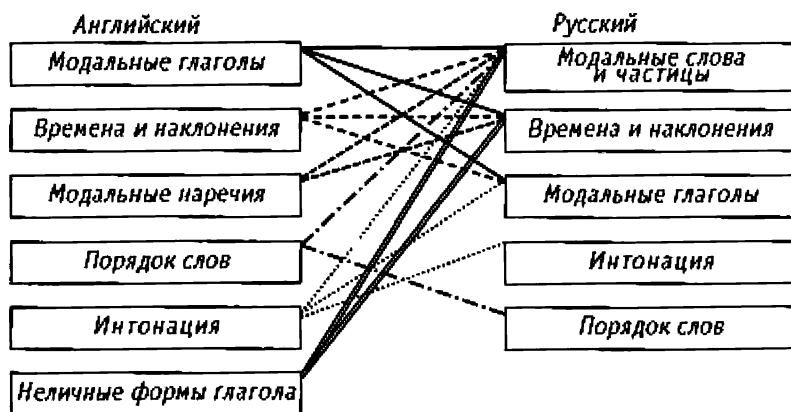 Английский
Русский
Модальные глаголы
Модальные слова
и частицы
Времена и наклонения
Времена и наклонения
Модальные наречия
Модальные глаголы
Порядок слов
Интонация
Интонация
Порядок слов
Неличные формы глагола